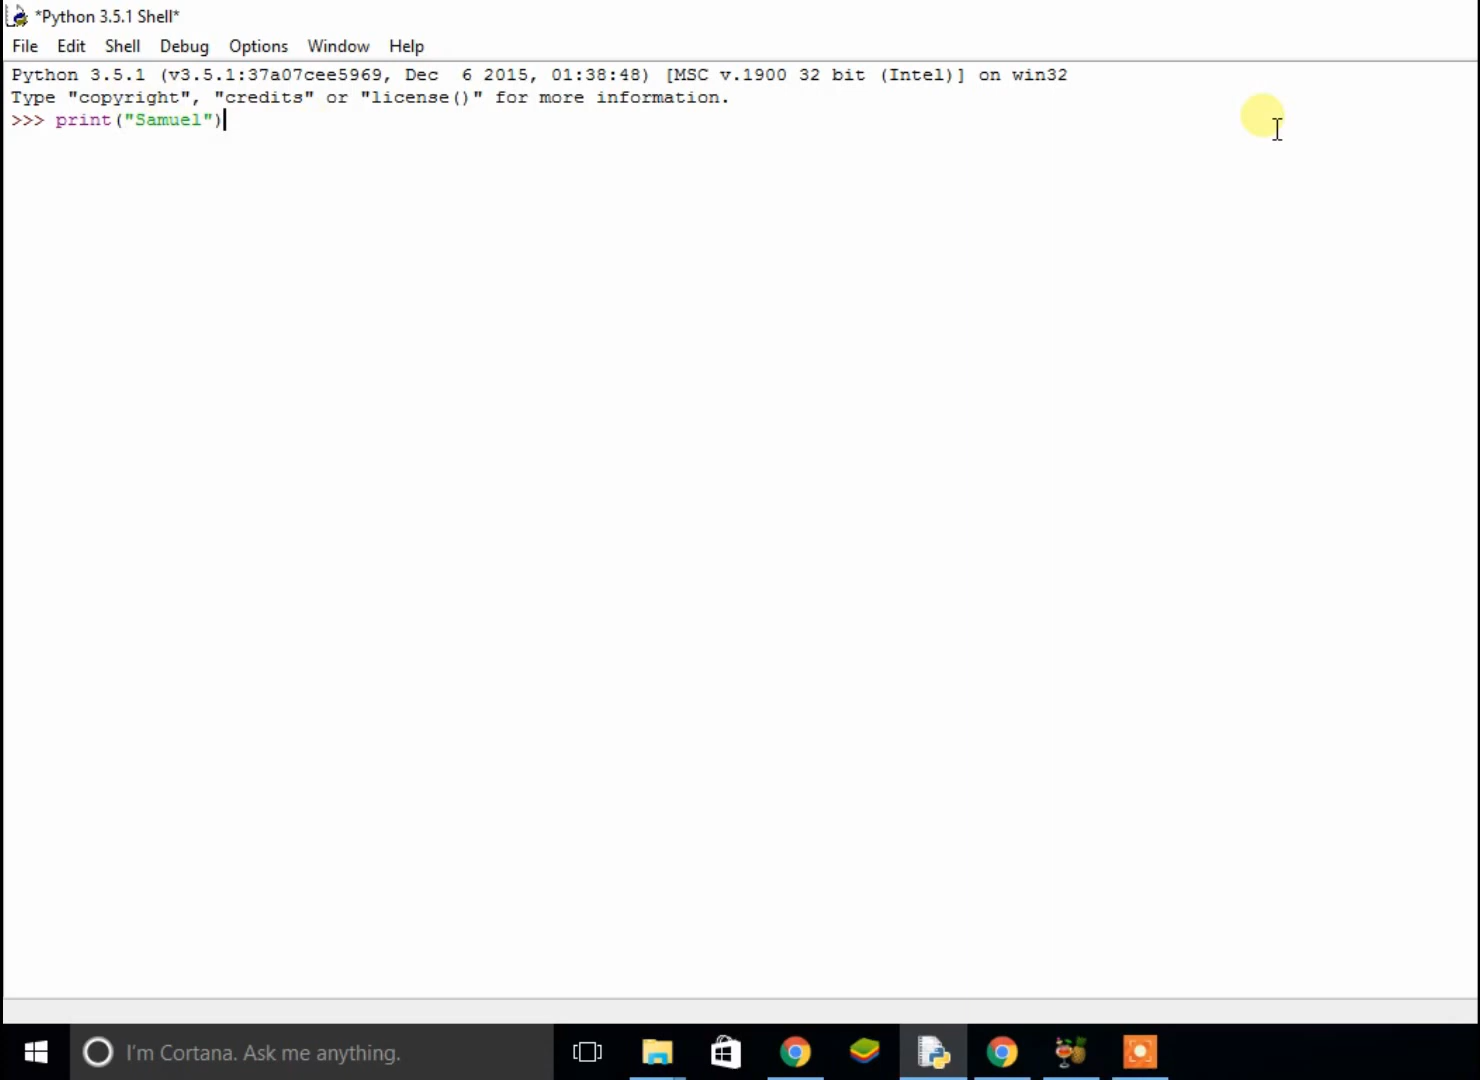 *Python 3.5.1 Shell*
File Edit Shell Debug Options Window Help
Python 3.5.1 (v3.5.1:37a07cee5969, Dec  6 2015, 01:38:48) [MSC v.1900 32 bit (Intel)] on win32
Type "copyright", "credits" or "license()" for more information.
>>> print("Samuel")
I'm Cortana. Ask me anything.